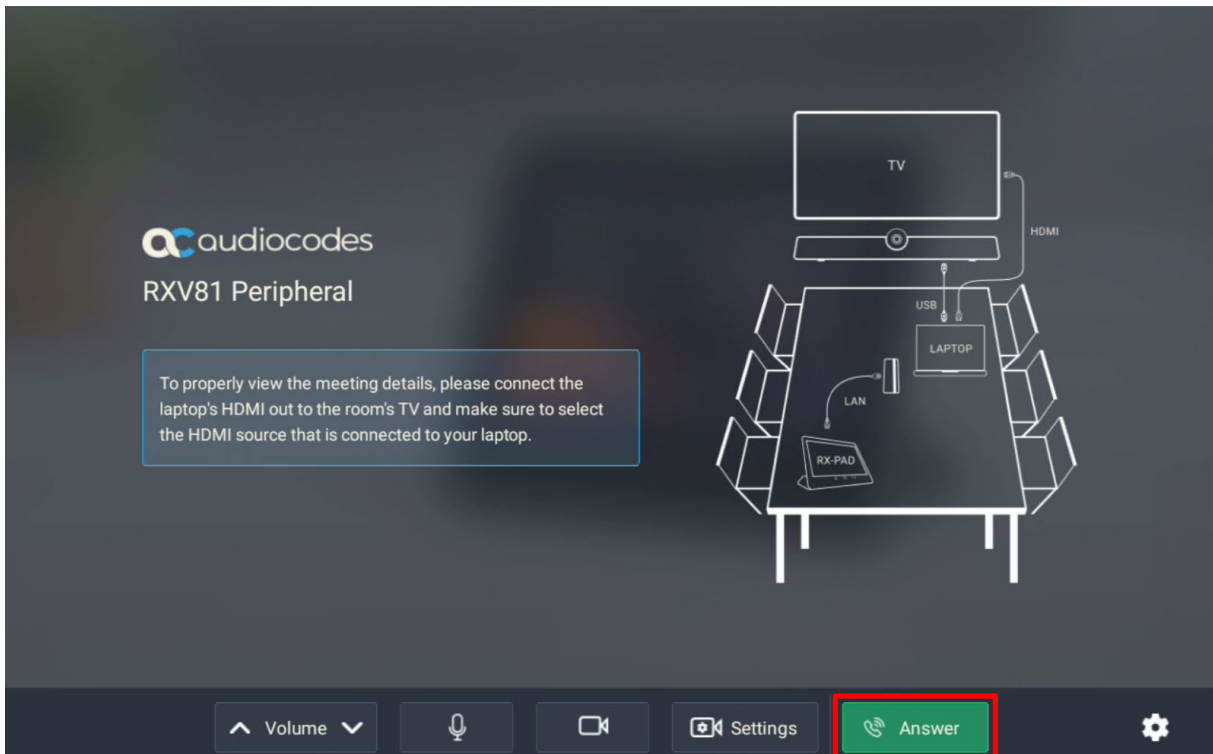 audiocodes
RXV81 Peripheral
To properly view the meeting details, please connect the
laptop's HDMI out to the room's TV and make sure to select
the HDMI source that is connected to your laptop.
TV
HDMI
USB
LAPTOP
LAN
RX-PAD
Volume
Settings
Answer